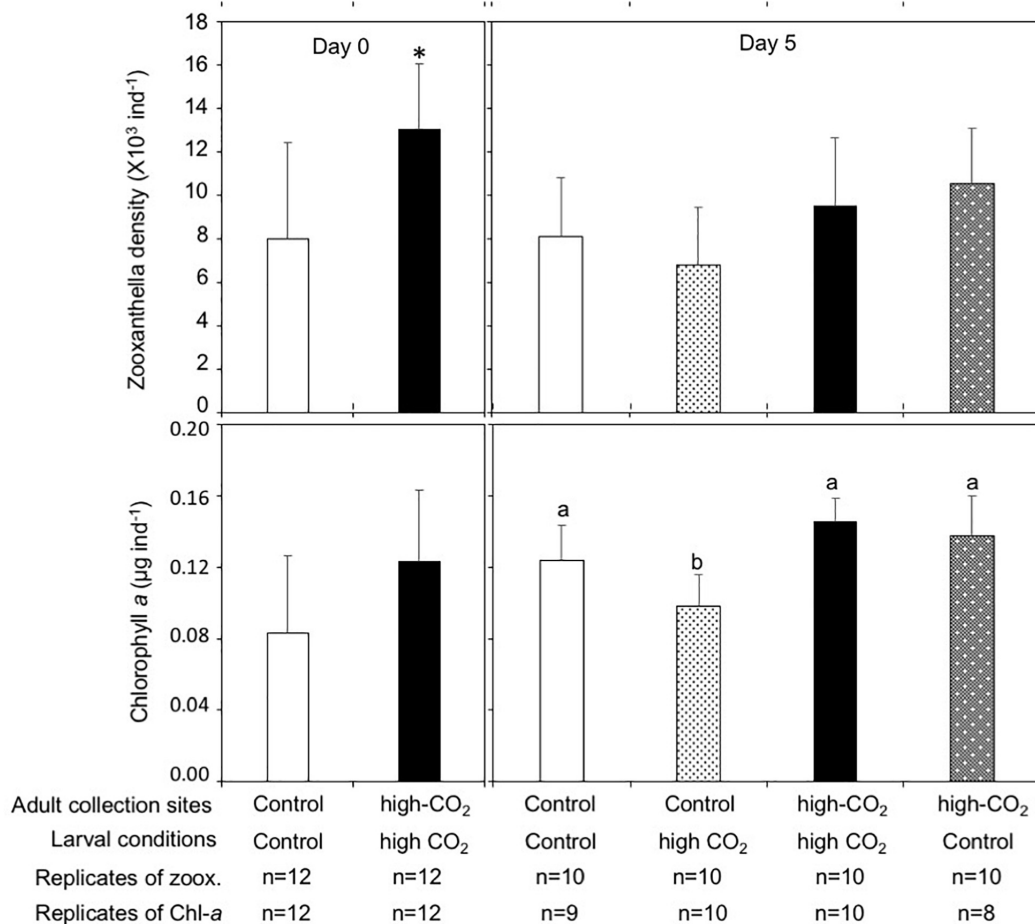 Day 0
Day 5
*
Zooxanthella density (X10³ ind⁻¹)
18
16
14
12
10
8
6
4
2
0
Chlorophyll a (µg ind⁻¹)
0.20
0.16
0.12
0.08
0.04
0.00
a
b
a
a
Adult collection sites Control high-CO₂ Control Control high-CO₂ high-CO₂
Larval conditions Control high CO₂ Control high CO₂ high CO₂ Control
Replicates of zoox. n=12 n=12 n=10 n=10 n=10 n=10
Replicates of Chl-a n=12 n=12 n=9 n=10 n=10 n=8